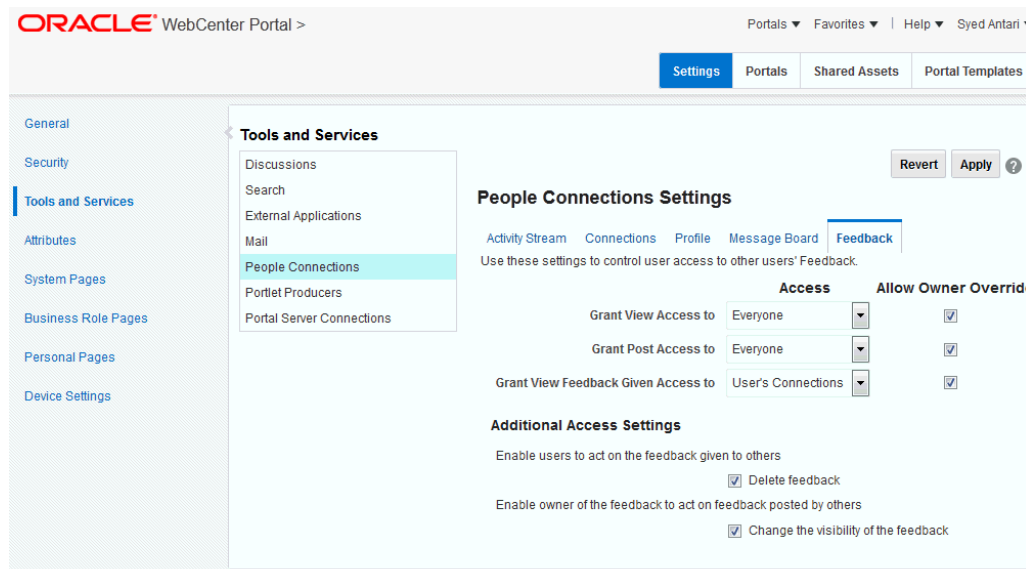 ORACLE WebCenter Portal >
Portals Favorites | Help Syed Antari
Settings Portals Shared Assets Portal Templates
General
Security
Tools and Services
Attributes
System Pages
Business Role Pages
Personal Pages
Device Settings
Tools and Services
Discussions
Search
External Applications
Mail
People Connections
Portlet Producers
Portal Server Connections
Revert Apply ?
People Connections Settings
Activity Stream Connections Profile Message Board Feedback
Use these settings to control user access to other users' Feedback.
Access Allow Owner Overrid
Grant View Access to Everyone
Grant Post Access to Everyone
Grant View Feedback Given Access to User's Connections
Additional Access Settings
Enable users to act on the feedback given to others
Delete feedback
Enable owner of the feedback to act on feedback posted by others
Change the visibility of the feedback